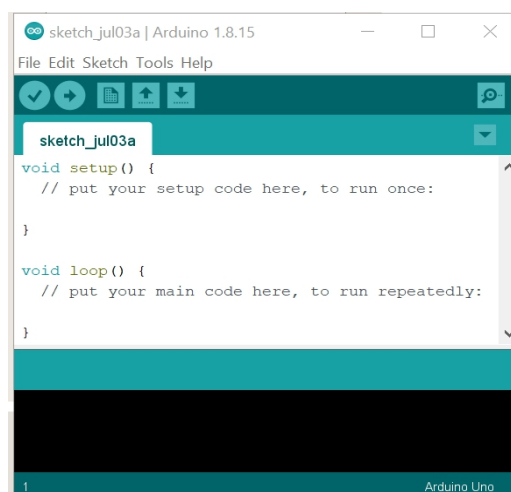 sketch_jul03a | Arduino 1.8.15
File Edit Sketch Tools Help
sketch_jul03a
void setup() {
  // put your setup code here, to run once:
}
void loop() {
  // put your main code here, to run repeatedly:
}
1 Arduino Uno